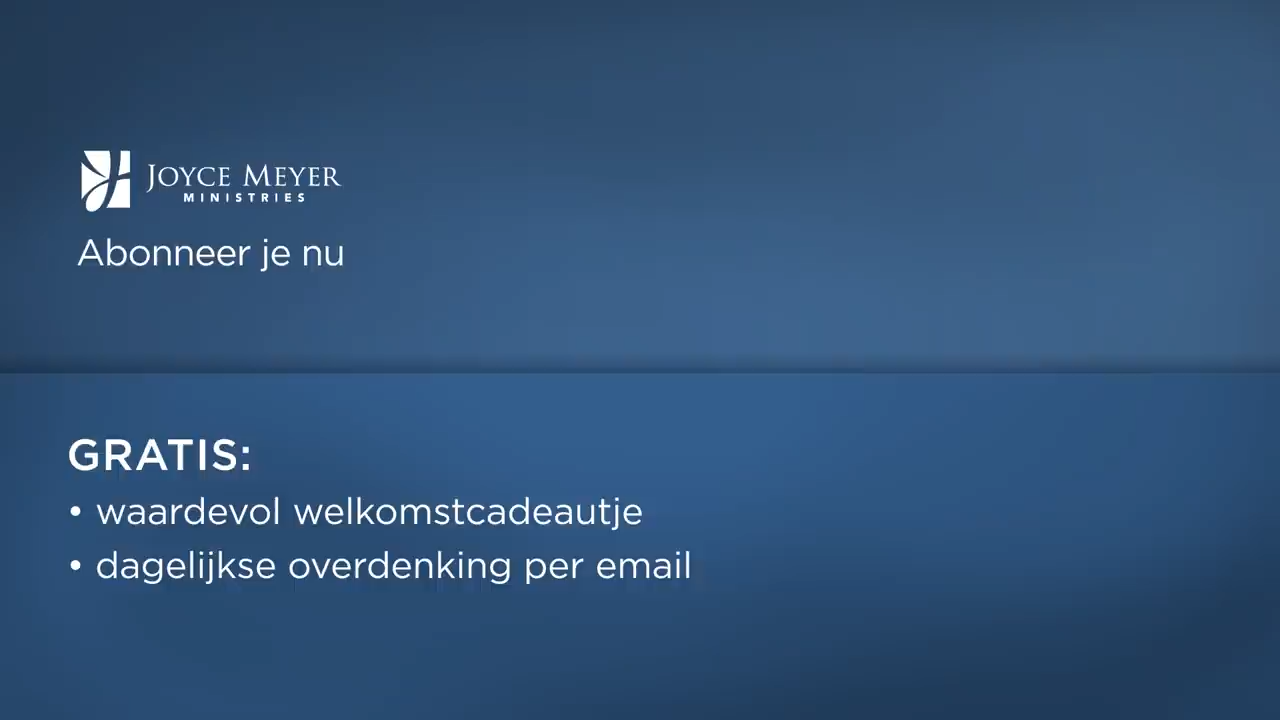 JOYCE MEYER
MINISTRIES
Abonneer je nu
GRATIS:
• waardevol welkomstcadeautje
• dagelijkse overdenking per email